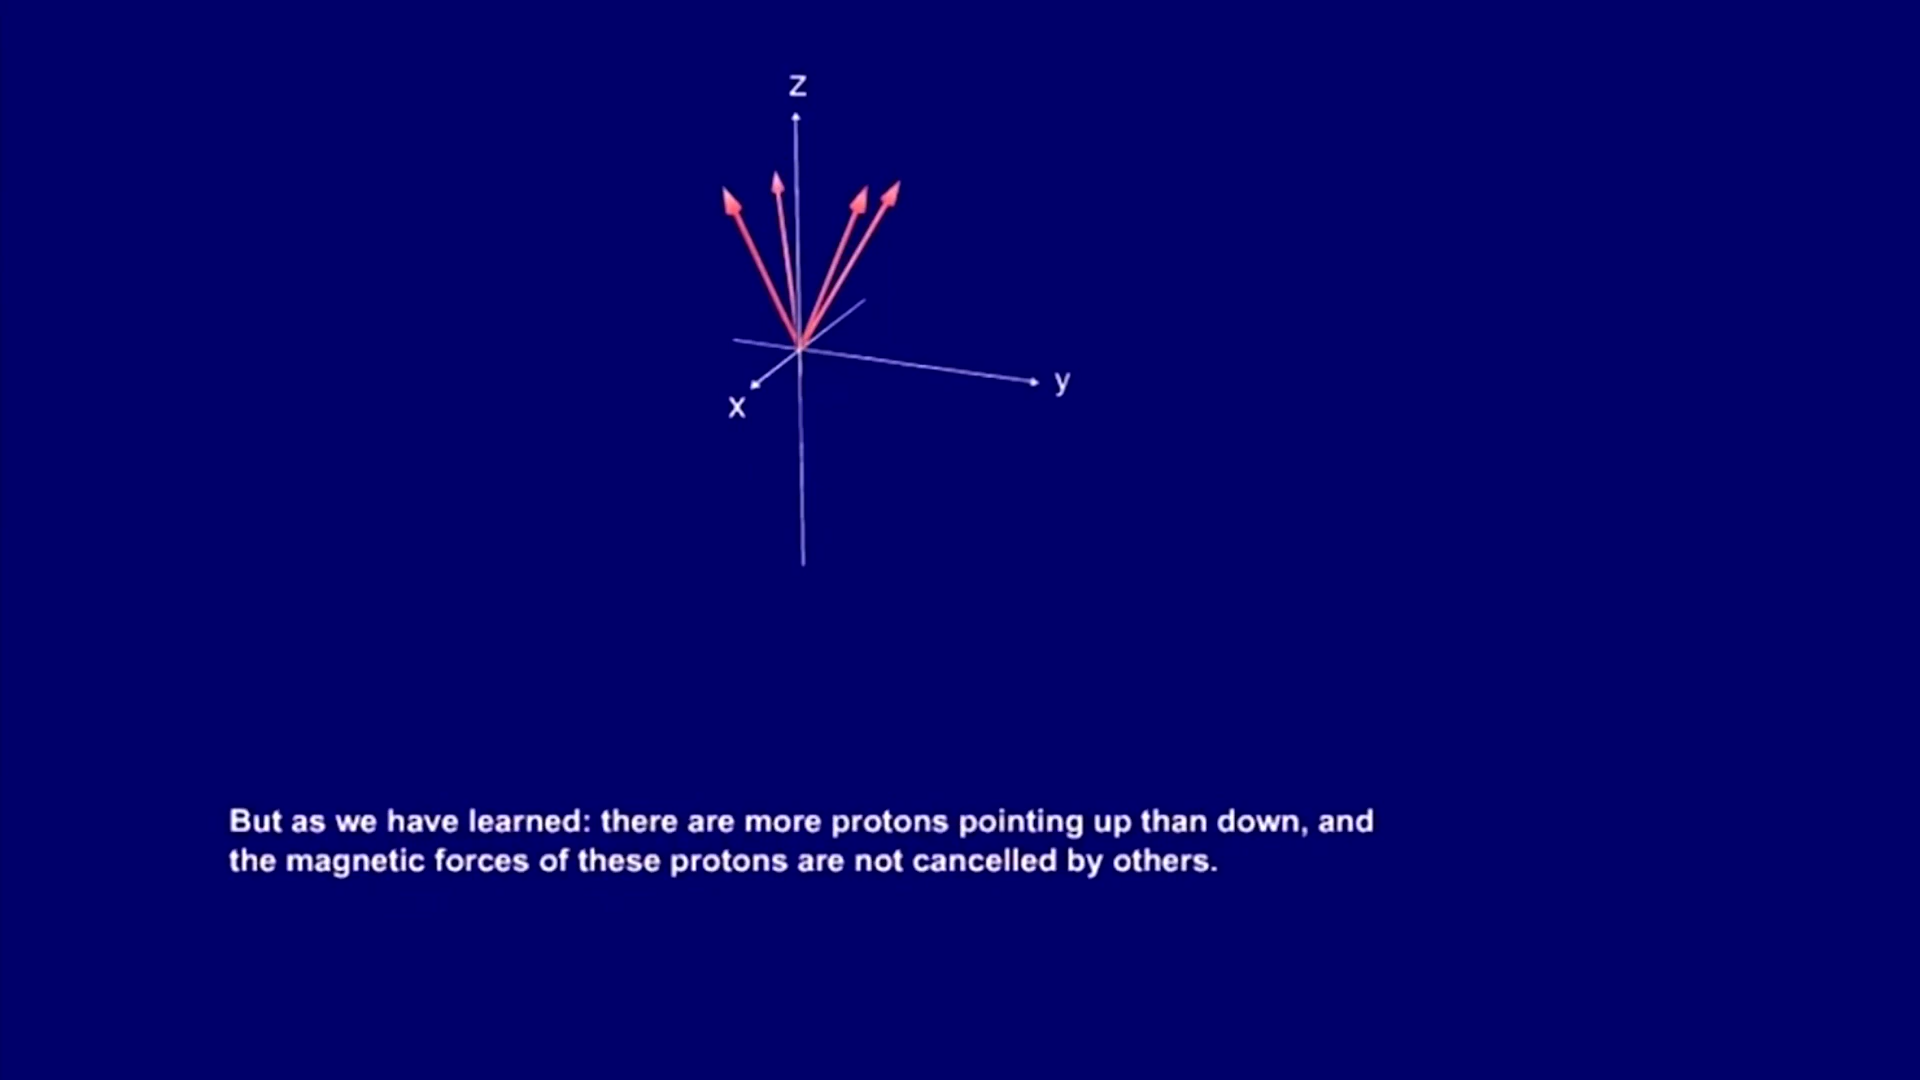 z
y
x
But as we have learned: there are more protons pointing up than down, and
the magnetic forces of these protons are not cancelled by others.